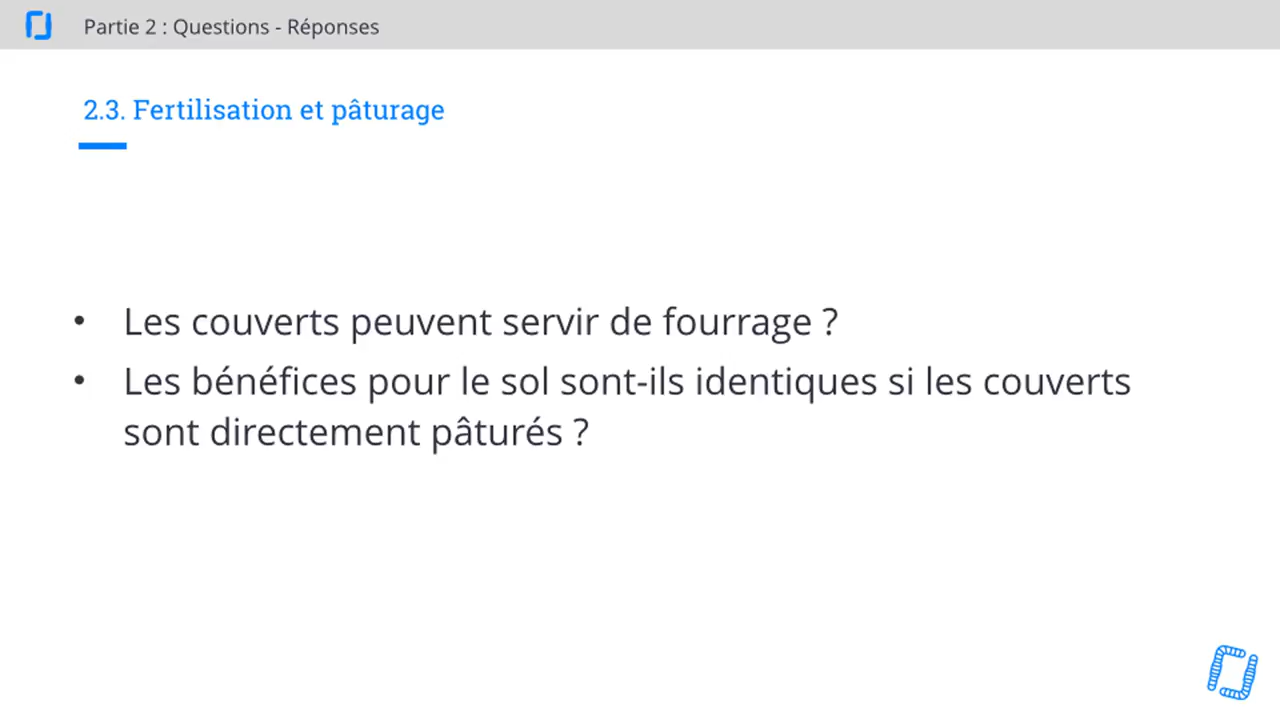 Partie 2 : Questions - Réponses
2.3. Fertilisation et pâturage
• Les couverts peuvent servir de fourrage ?
• Les bénéfices pour le sol sont-ils identiques si les couverts
sont directement pâturés ?